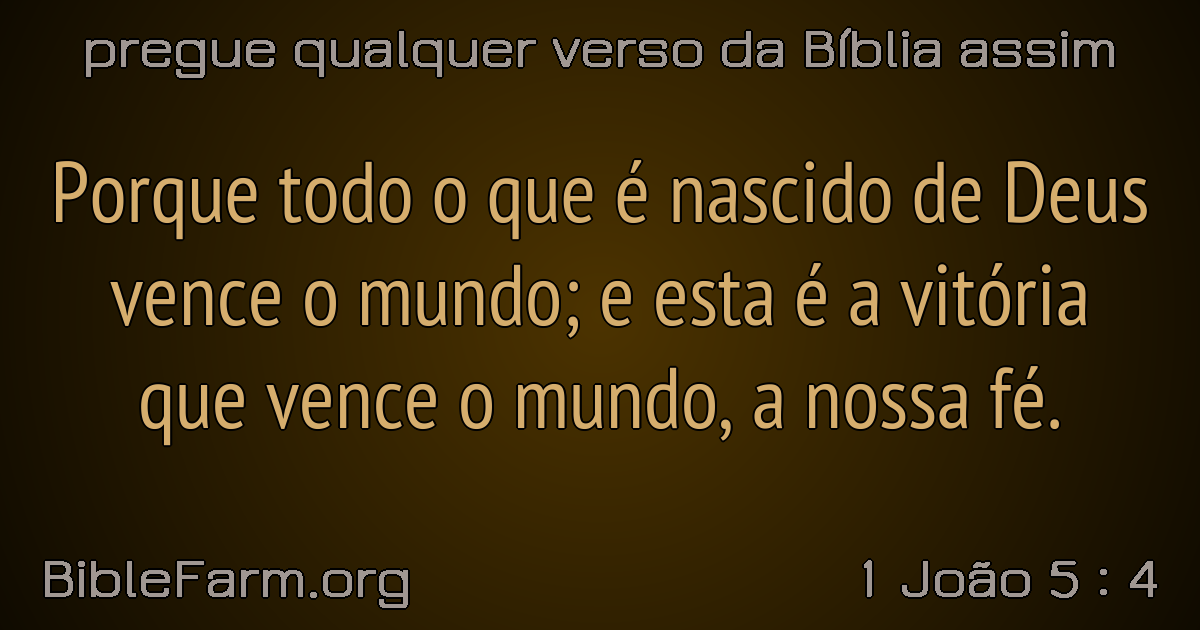 pregue qualquer verso da Bíblia assim
Porque todo o que é nascido de Deus
vence o mundo; e esta é a vitória
que vence o mundo, a nossa fé.
BibleFarm.org
1 João 5 : 4